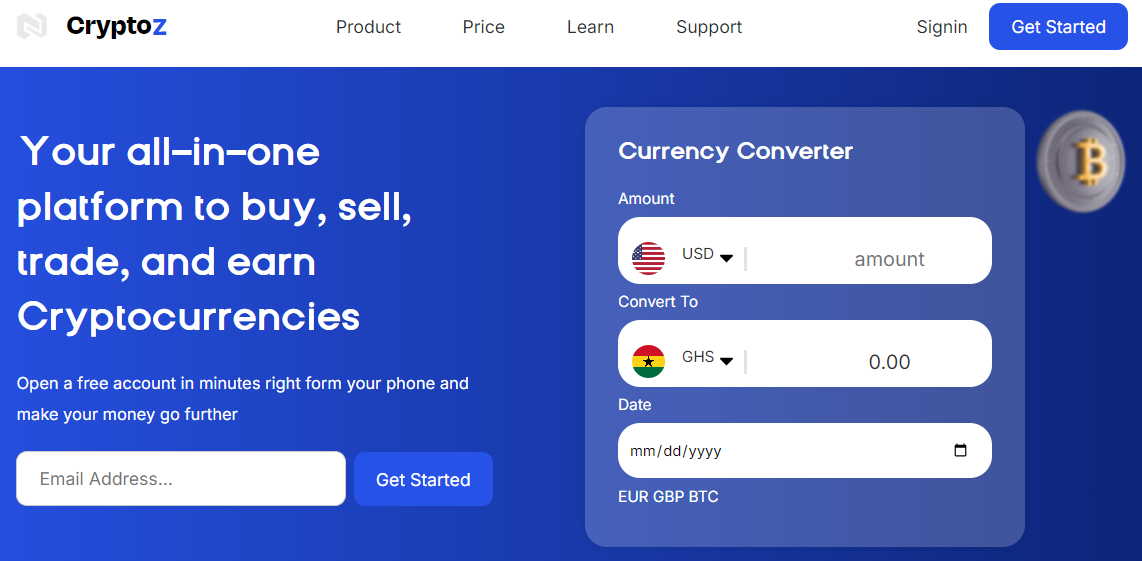 Cryptoz
Product
Price
Learn
Support
Signin
Get Started
Your all-in-one
platform to buy, sell,
trade, and earn
Cryptocurrencies
Open a free account in minutes right form your phone and
make your money go further
Email Address...
Get Started
Currency Converter
Amount
USD
amount
Convert To
GHS
0.00
Date
mm/dd/yyyy
EUR GBP BTC